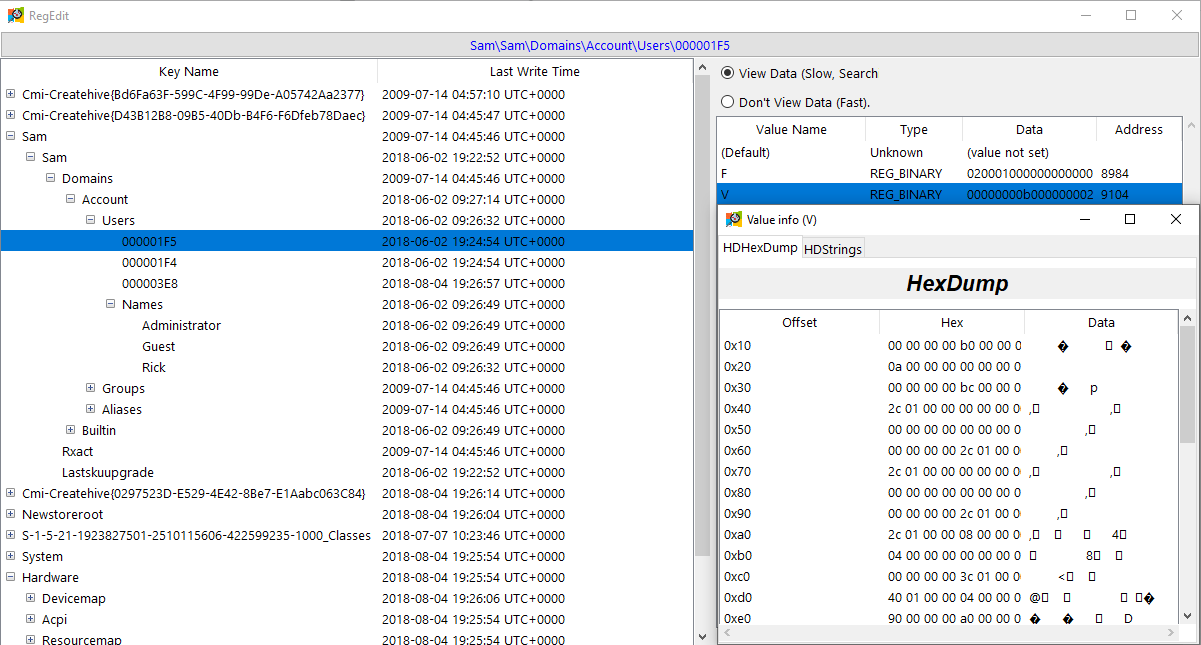 RegEdit
Sam\Sam\Domains\Account\Users\000001F5
Key Name Last Write Time
Cmi-Createhive{Bd6Fa63F-599C-4F99-99De-A05742Aa2377} 2009-07-14 04:57:10 UTC+0000
Cmi-Createhive{D43B12B8-09B5-40Db-B4F6-F6Dfeb78Daec} 2009-07-14 04:45:47 UTC+0000
Sam 2009-07-14 04:45:46 UTC+0000
Sam 2018-06-02 19:22:52 UTC+0000
Domains 2009-07-14 04:45:46 UTC+0000
Account 2018-06-02 09:27:14 UTC+0000
Users 2018-06-02 09:26:32 UTC+0000
000001F5 2018-06-02 19:24:54 UTC+0000
000001F4 2018-06-02 19:24:54 UTC+0000
000003E8 2018-08-04 19:26:57 UTC+0000
Names 2018-06-02 09:26:49 UTC+0000
Administrator 2018-06-02 09:26:49 UTC+0000
Guest 2018-06-02 09:26:49 UTC+0000
Rick 2018-06-02 09:26:32 UTC+0000
Groups 2009-07-14 04:45:46 UTC+0000
Aliases 2009-07-14 04:45:46 UTC+0000
Builtin 2018-06-02 09:26:49 UTC+0000
Rxact 2009-07-14 04:45:46 UTC+0000
Lastskuupgrade 2018-06-02 19:22:52 UTC+0000
Cmi-Createhive{0297523D-E529-4E42-8Be7-E1Aabc063C84} 2018-08-04 19:26:14 UTC+0000
Newstoreroot 2018-08-04 19:26:04 UTC+0000
S-1-5-21-1923827501-2510115606-422599235-1000_Classes 2018-07-07 10:23:46 UTC+0000
System 2018-08-04 19:25:54 UTC+0000
Hardware 2018-08-04 19:25:54 UTC+0000
Devicemap 2018-08-04 19:26:06 UTC+0000
Acpi 2018-08-04 19:25:54 UTC+0000
Resourcemap 2018-08-04 19:25:54 UTC+0000
View Data (Slow, Search
Don't View Data (Fast).
Value Name Type Data Address
(Default) Unknown (value not set)
F REG_BINARY 020001000000000000 8984
V REG_BINARY 00000000b000000002 9104
Value info (V)
HDHexDump HDStrings
HexDump
Offset Hex Data
0x10 00 00 00 00 b0 00 00 0 � �
0x20 0a 00 00 00 00 00 00 0
0x30 00 00 00 00 bc 00 00 0 � p
0x40 2c 01 00 00 00 00 00 0 , ,
0x50 00 00 00 00 00 00 00 0 ,
0x60 00 00 00 00 2c 01 00 0 ,
0x70 2c 01 00 00 00 00 00 0 , ,
0x80 00 00 00 00 00 00 00 0 ,
0x90 00 00 00 00 2c 01 00 0 ,
0xa0 2c 01 00 00 08 00 00 0 , 4
0xb0 04 00 00 00 00 00 00 0 8
0xc0 00 00 00 00 3c 01 00 0 <
0xd0 40 01 00 00 04 00 00 0 @ �
0xe0 90 00 00 00 a0 00 00 0 � � D